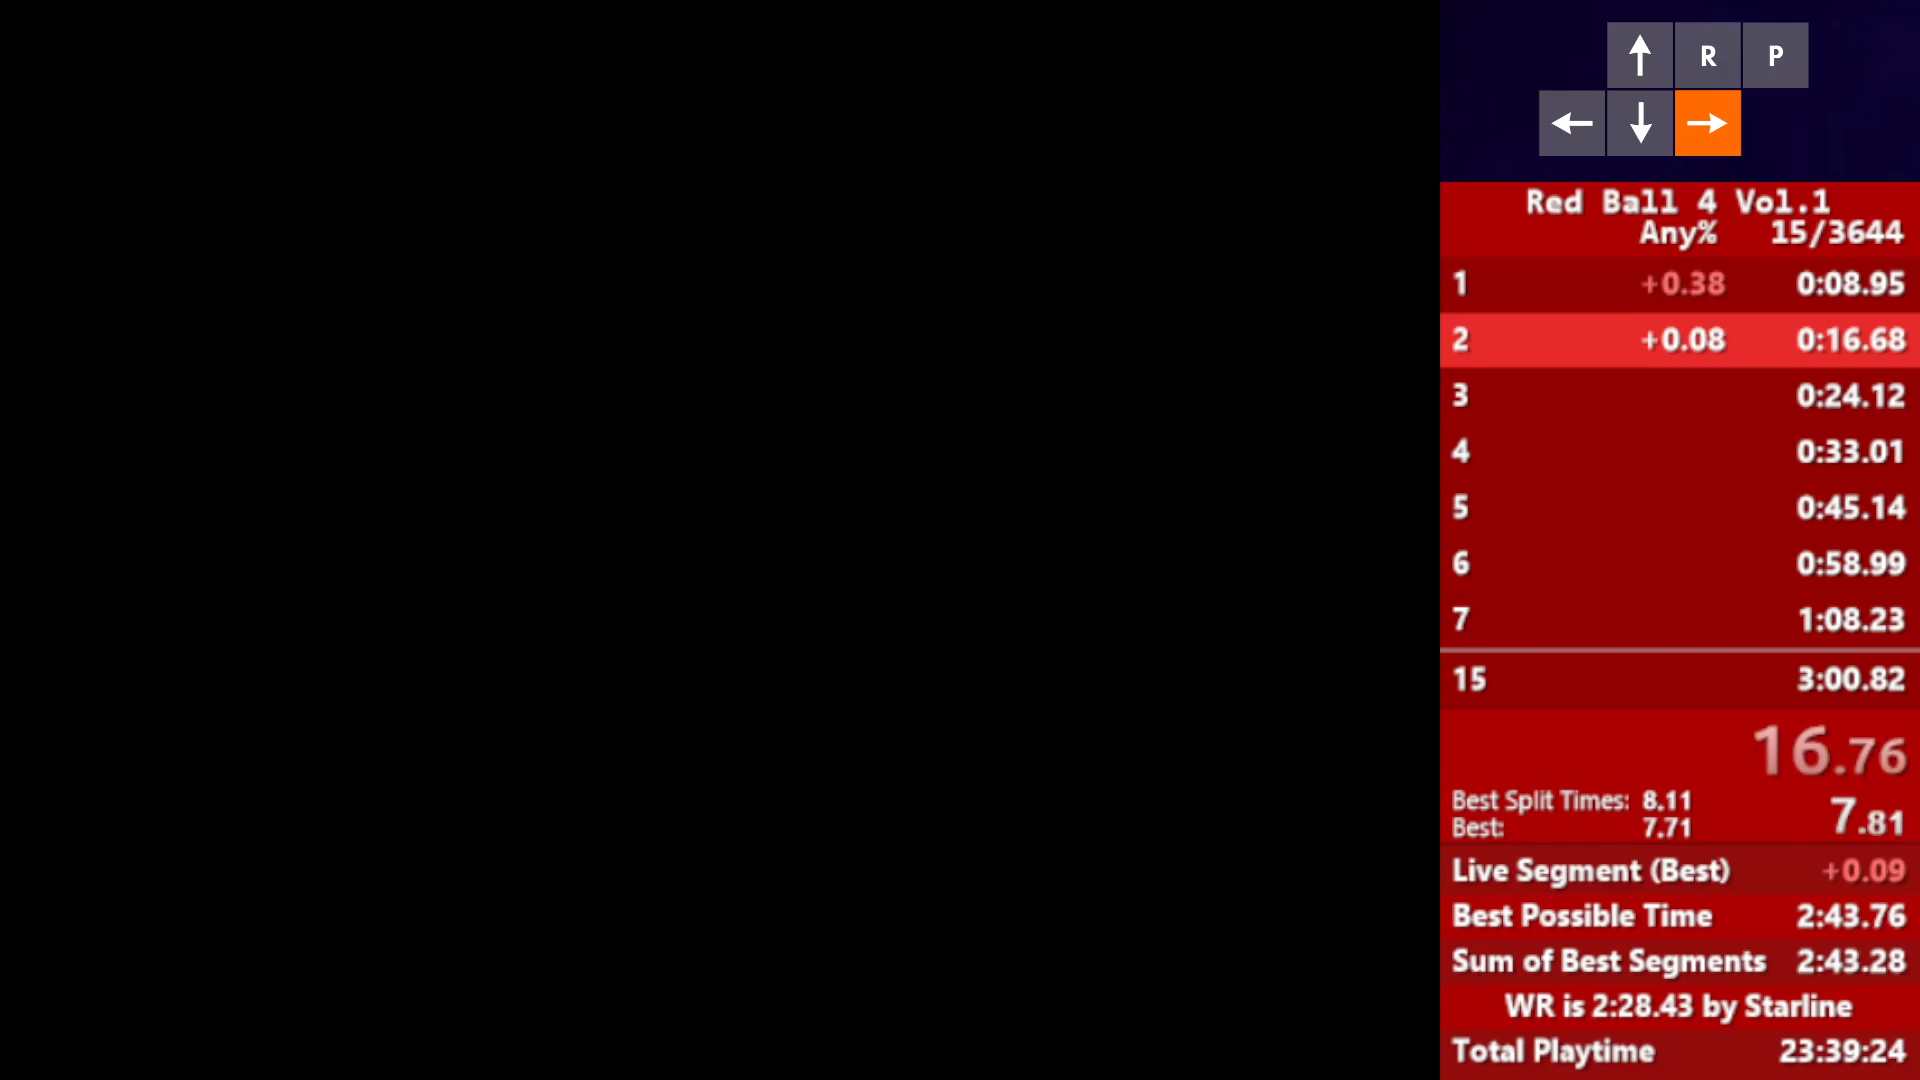 ↑ R P
← ↓ →
Red Ball 4 Vol.1
Any% 15/3644
1 +0.38 0:08.95
2 +0.08 0:16.68
3 0:24.12
4 0:33.01
5 0:45.14
6 0:58.99
7 1:08.23
15 3:00.82
16.76
Best Split Times: 8.11
Best: 7.71
7.81
Live Segment (Best) +0.09
Best Possible Time 2:43.76
Sum of Best Segments 2:43.28
WR is 2:28.43 by Starline
Total Playtime 23:39:24